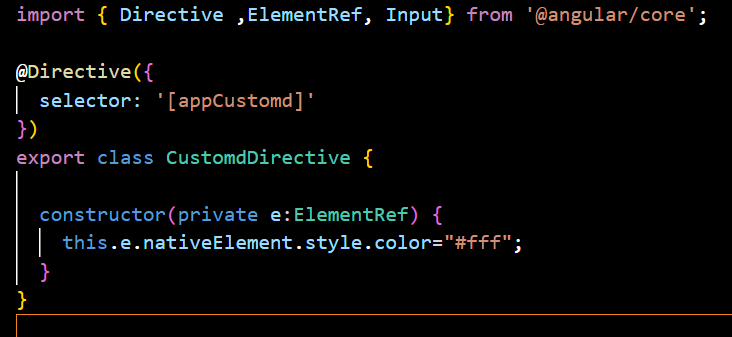 import { Directive ,ElementRef, Input} from '@angular/core';
@Directive({
selector: '[appCustomd]'
})
export class CustomdDirective {
constructor(private e:ElementRef) {
this.e.nativeElement.style.color="#fff";
}
}